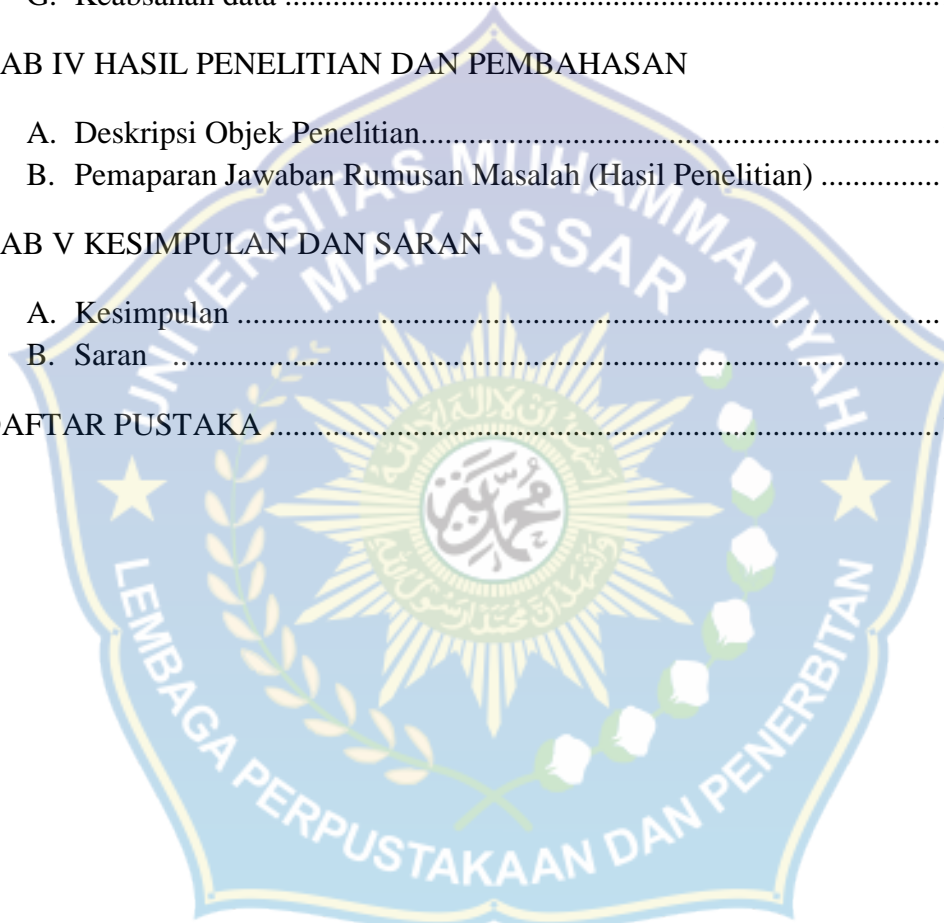 G. Keabsahan data ................................................................................
AB IV HASIL PENELITIAN DAN PEMBAHASAN
A. Deskripsi Objek Penelitian..................................................................
B. Pemaparan Jawaban Rumusan Masalah (Hasil Penelitian) ...............
AB V KESIMPULAN DAN SARAN
A. Kesimpulan .........................................................................................
B. Saran .................................................................................................
AFTAR PUSTAKA .....................................................................................
UNIVERSITAS MUHAMMADIYAH
MAKASSAR
محمدية
LEMBAGA PERPUSTAKAAN DAN PENERBITAN